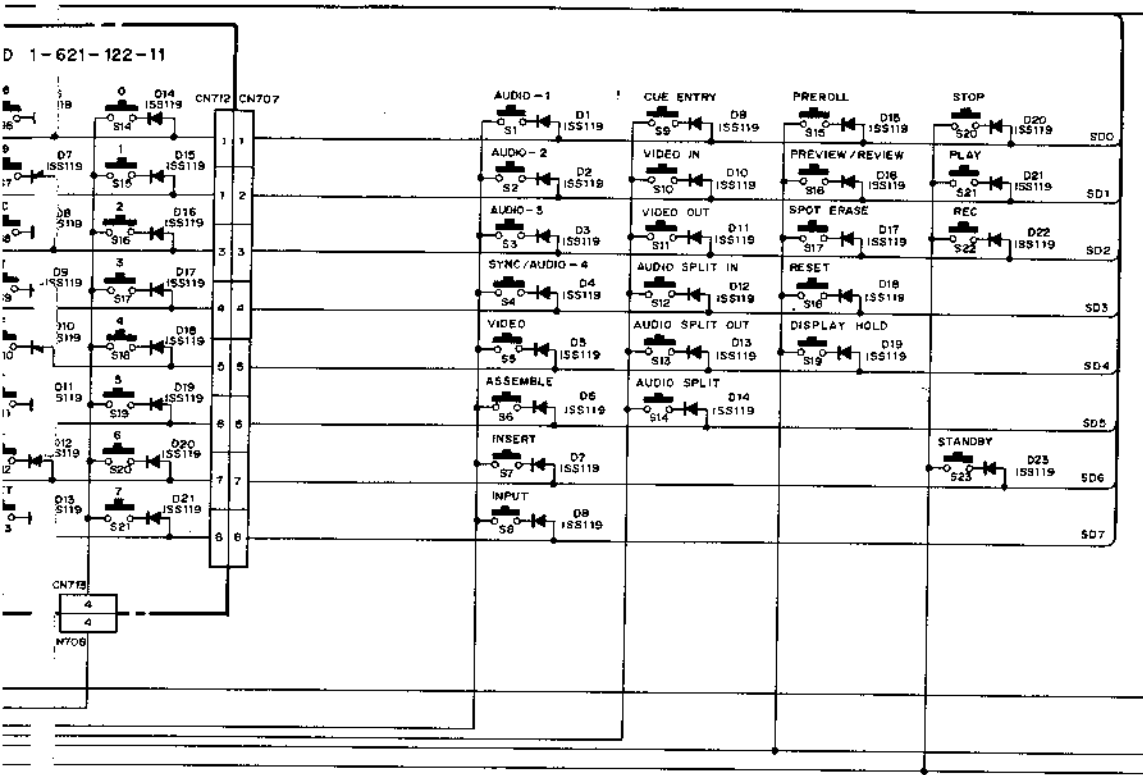 D 1-621-122-11
CN712 CN707
0
D14
1SS119
S14
1
D15
1SS119
S15
2
D16
1SS119
S16
3
D17
1SS119
S17
4
D18
1SS119
S18
5
D19
1SS119
S19
6
D20
1SS119
S20
7
D21
1SS119
S21
D7
1SS119
D9
1SS119
D11
D13
1 1
1 2
3 3
4 4
5 5
6 6
7 7
8 8
CN713
4
4
N708
AUDIO-1
D1
1SS119
S1
AUDIO-2
D2
1SS119
S2
AUDIO-3
D3
1SS119
S3
SYNC/AUDIO-4
D4
1SS119
S4
VIDEO
D5
1SS119
S5
ASSEMBLE
D6
1SS119
S6
INSERT
D7
1SS119
S7
INPUT
D8
1SS119
S8
CUE ENTRY
D9
1SS119
S9
VIDEO IN
D10
1SS119
S10
VIDEO OUT
D11
1SS119
S11
AUDIO SPLIT IN
D12
1SS119
S12
AUDIO SPLIT OUT
D13
1SS119
S13
AUDIO SPLIT
D14
1SS119
S14
PREROLL
D15
1SS119
S15
PREVIEW/REVIEW
D16
1SS119
S16
SPOT ERASE
D17
1SS119
S17
RESET
D18
1SS119
S18
DISPLAY HOLD
D19
1SS119
S19
STOP
D20
1SS119
S20
PLAY
D21
1SS119
S21
REC
D22
1SS119
S22
STANDBY
D23
1SS119
S23
SD0
SD1
SD2
SD3
SD4
SD5
SD6
SD7